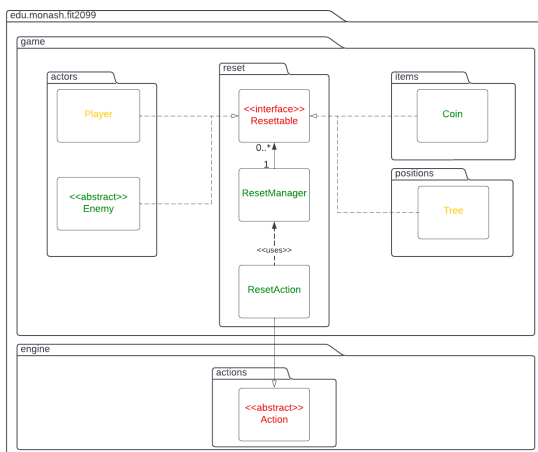 edu.monash.fit2099
game
actors
reset
items
Player
<<interface>>
Resettable
Coin
0..*
1
positions
<<abstract>>
Enemy
ResetManager
Tree
<<uses>>
ResetAction
engine
actions
<<abstract>>
Action